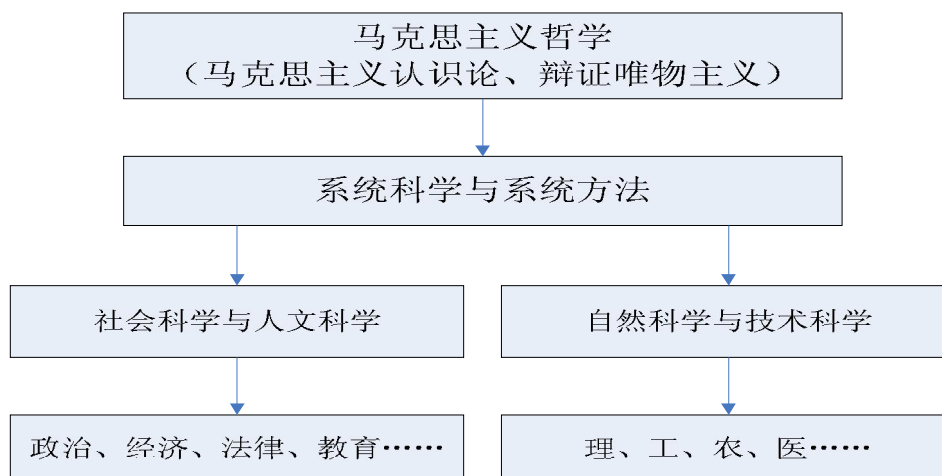 马克思主义哲学
（马克思主义认识论、辩证唯物主义）
系统科学与系统方法
社会科学与人文科学
自然科学与技术科学
政治、经济、法律、教育……
理、工、农、医……